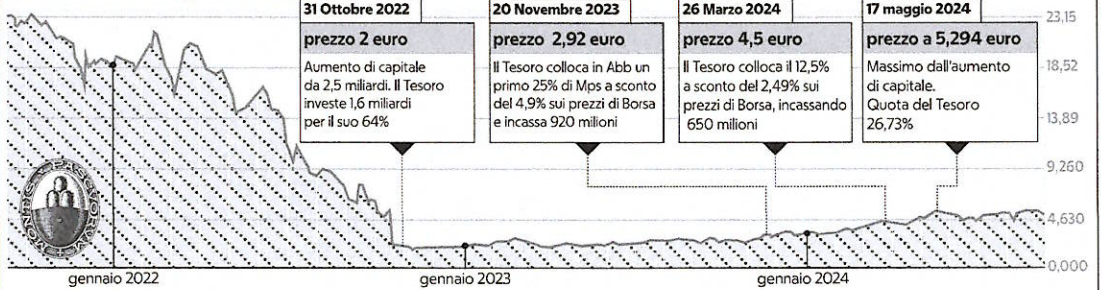 31 Ottobre 2022
prezzo 2 euro
Aumento di capitale
da 2,5 miliardi. Il Tesoro
investe 1,6 miliardi
per il suo 64%
20 Novembre 2023
prezzo 2,92 euro
Il Tesoro colloca in Abb un
primo 25% di Mps a sconto
del 4,9% sui prezzi di Borsa
e incassa 920 milioni
26 Marzo 2024
prezzo 4,5 euro
Il Tesoro colloca il 12,5%
a sconto del 2,49% sui
prezzi di Borsa, incassando
650 milioni
17 maggio 2024
prezzo a 5,294 euro
Massimo dall'aumento
di capitale.
Quota del Tesoro
26,73%
23,15
18,52
13,89
9,260
4,630
0,000
gennaio 2022
gennaio 2023
gennaio 2024